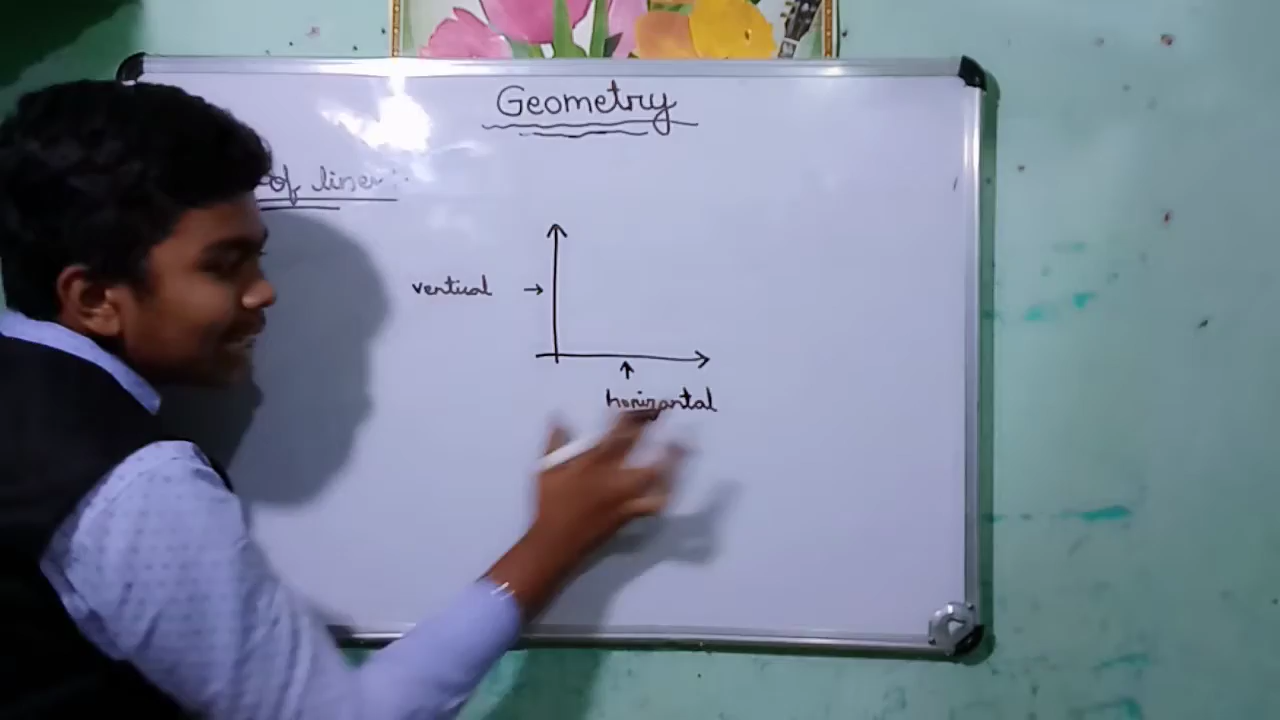 Geometry
of lines :
vertical →
horizontal